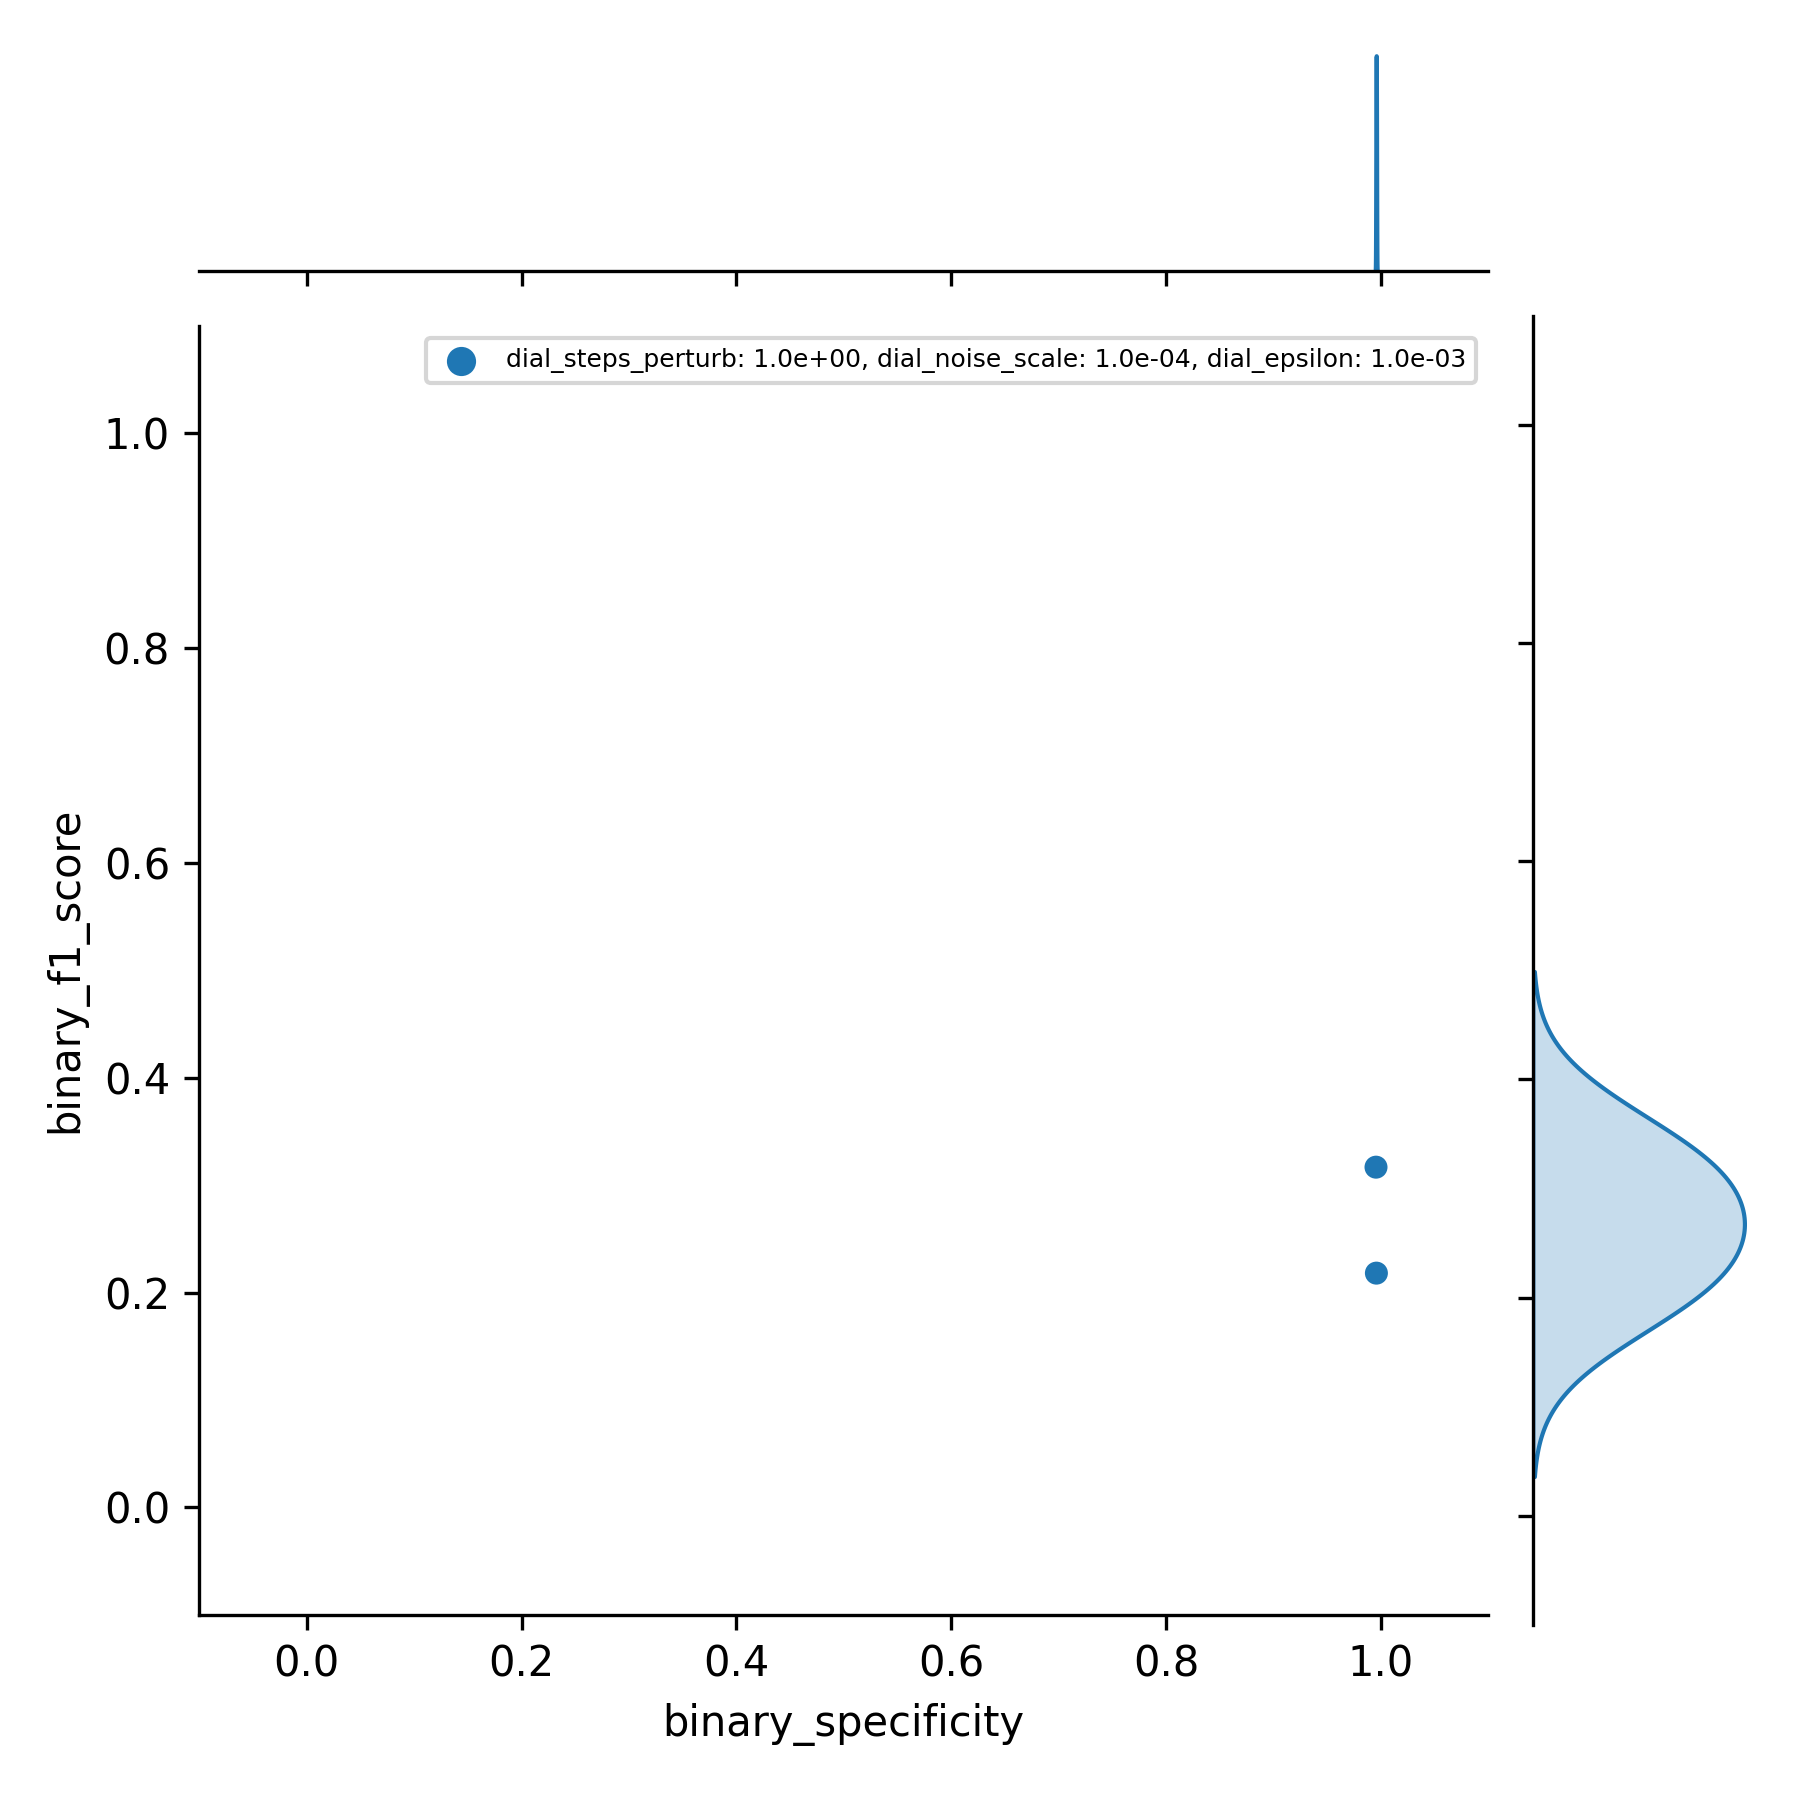 dial_steps_perturb: 1.0e+00, dial_noise_scale: 1.0e-04, dial_epsilon: 1.0e-03
1.0
0.8
0.6
0.4
0.2
0.0
binary_f1_score
0.0 0.2 0.4 0.6 0.8 1.0
binary_specificity